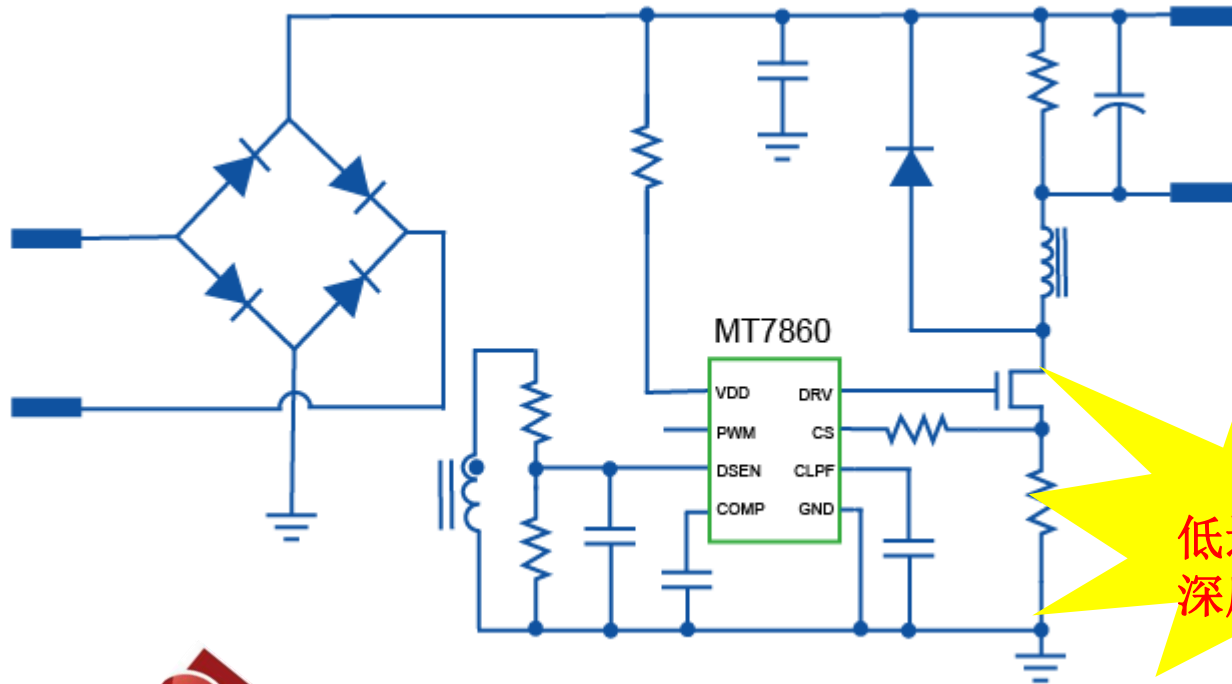 MT7860
VDD
DRV
PWM
CS
DSEN
CLPF
COMP
GND
低
深